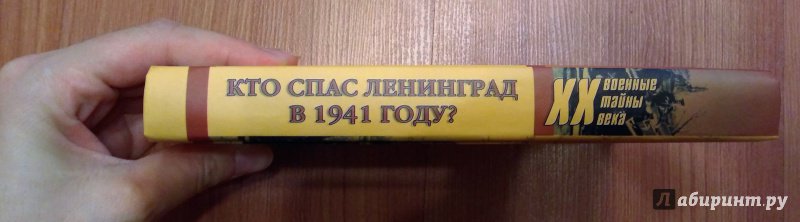 КТО СПАС ЛЕНИНГРАД
В 1941 ГОДУ?
XX
военные
тайны
века
Лабиринт.ру